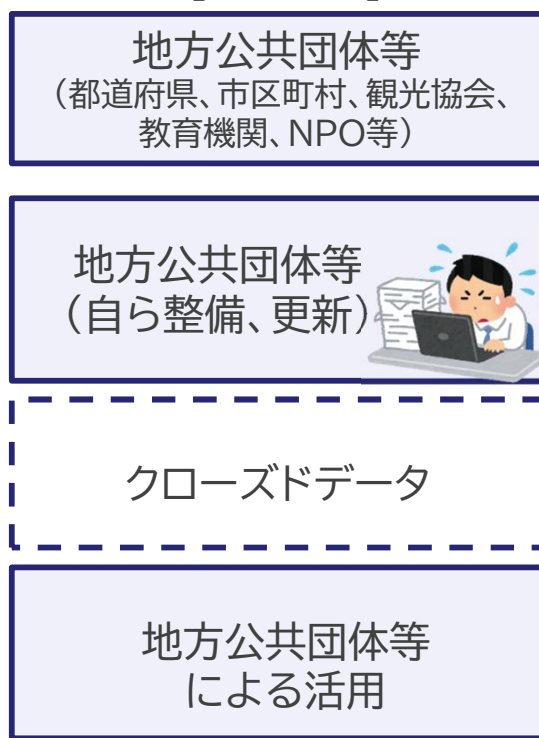 地方公共団体等
（都道府県、市区町村、観光協会、
教育機関、NPO等）
地方公共団体等
（自ら整備、更新）
クローズドデータ
地方公共団体等
による活用